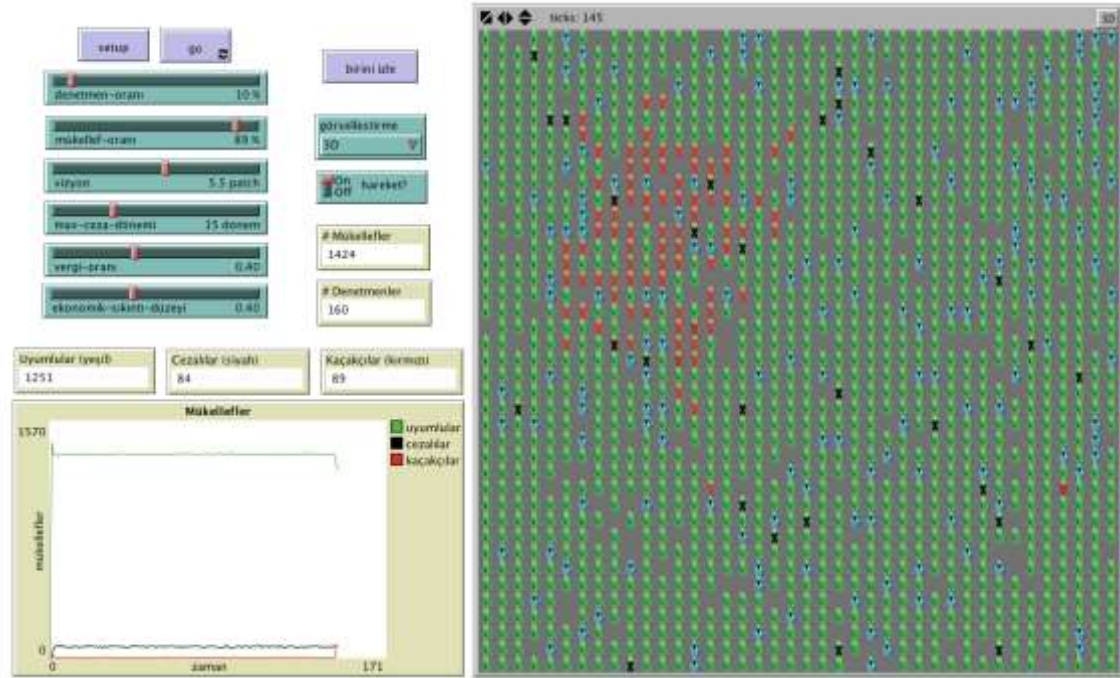 ticks: 145
3D
setup
go
birini izle
denetmen-oranı 10 %
mükellef-oranı 89 %
görselleştirme
3D
vizyon 5.5 patch
On
Off
hareket?
max-ceza-dönemi 15 dönem
# Mükellefler
1424
vergi-oranı 0.40
# Denetmenler
160
ekonomik-sıkıntı-düzeyi 0.40
Uyumlular (yeşil)
1251
Cezalılar (siyah)
84
Kaçakçılar (kırmızı)
89
Mükellefler
1570
uyumlular
cezalılar
kaçakçılar
mükellefler
0
0
zaman
171